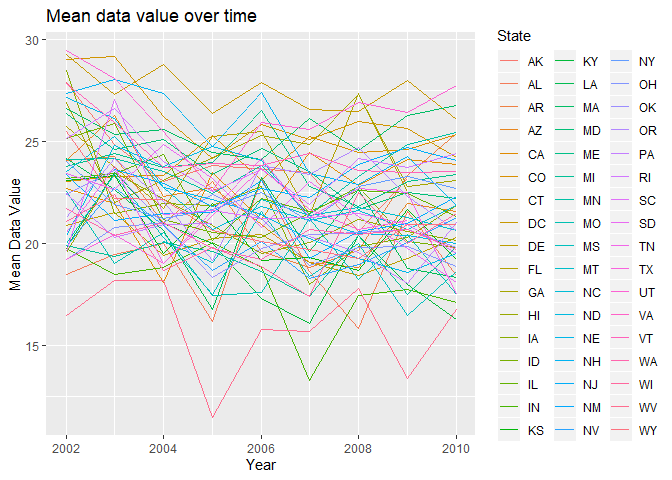 Mean data value over time
30
25
20
15
Mean Data Value
2002 2004 2006 2008 2010
Year
State
AK KY NY
AL LA OH
AR MA OK
AZ MD OR
CA ME PA
CO MI RI
CT MN SC
DC MO SD
DE MS TN
FL MT TX
GA NC UT
HI ND VA
IA NE VT
ID NH WA
IL NJ WI
IN NM WV
KS NV WY